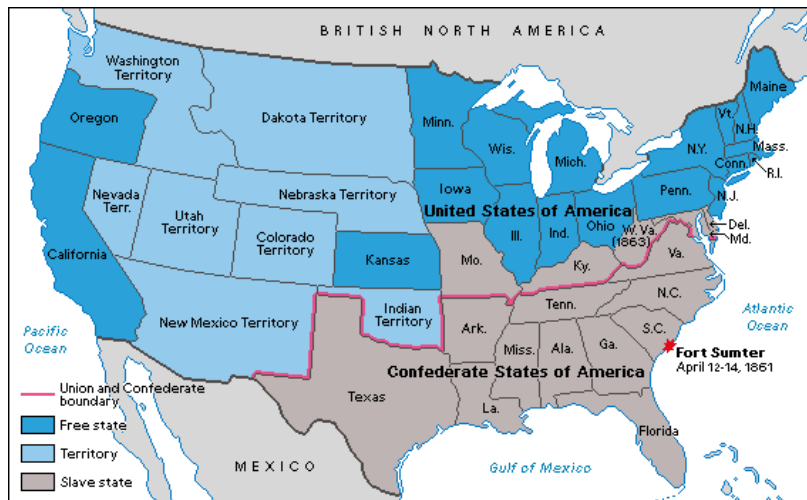 BRITISH NORTH AMERICA
Washington
Territory
Oregon
Dakota Territory
Minn.
Wis.
Mich.
Maine
Vt.
N.H.
N.Y.
Mass.
Conn.
R.I.
Nevada
Terr.
Utah
Territory
Nebraska Territory
Colorado
Territory
Iowa
Penn.
N.J.
United States of America
California
Kansas
Mo.
Ill.
Ind.
Ohio
W. Va.
(1863)
Del.
Md.
Ky.
Va.
New Mexico Territory
Indian
Territory
Ark.
Tenn.
N.C.
S.C.
Atlantic
Ocean
Pacific
Ocean
Miss.
Ala.
Ga.
Fort Sumter
April 12-14, 1861
Confederate States of America
Texas
La.
Florida
Union and Confederate
boundary
Free state
Territory
Slave state
MEXICO
Gulf of Mexico